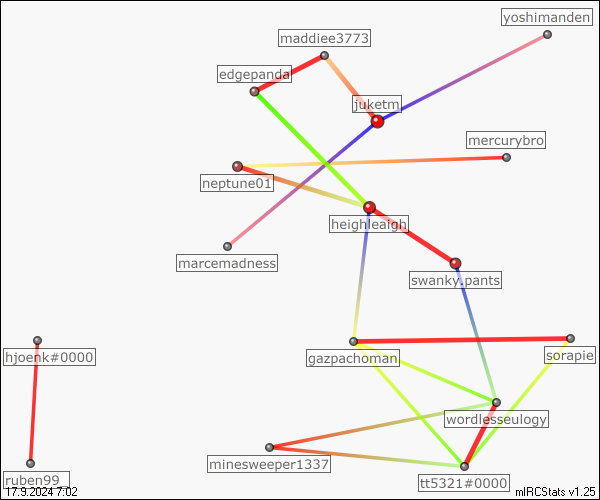 yoshimanden
maddiee3773
edgepanda
juketm
mercurybro
neptune01
heighleaigh
marcemadness
swanky.pants
hjoenk#0000
gazpachoman
sorapie
wordlesseulogy
minesweeper1337
ruben99_
tt5321#0000
17.9.2024 7:02
mIRCStats v1.25